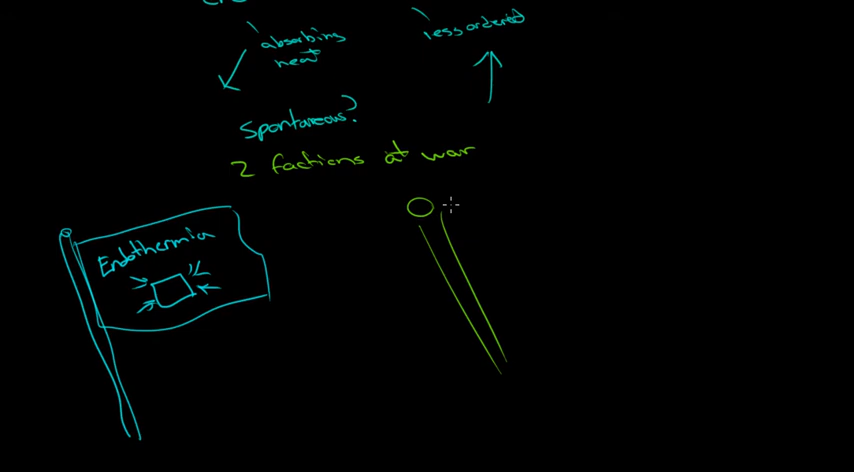 absorbing
heat
less ordered
Spontaneous?
2 factions at war
Endothermia